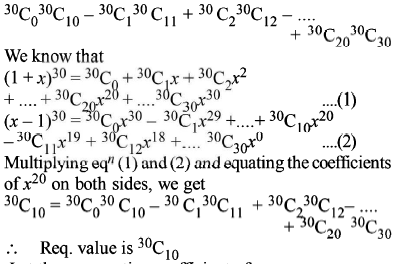 ³⁰C₀³⁰C₁₀ – ³⁰C₁³⁰C₁₁ + ³⁰C₂³⁰C₁₂ – ....
+ ³⁰C₂₀³⁰C₃₀
We know that
(1 + x)³⁰ = ³⁰C₀ + ³⁰C₁x + ³⁰C₂x²
+ .... + ³⁰C₂₀x²⁰ + ....³⁰C₃₀x³⁰ ....(1)
(x – 1)³⁰ = ³⁰C₀x³⁰ – ³⁰C₁x²⁹ + ....+ ³⁰C₁₀x²⁰
– ³⁰C₁₁x¹⁹ + ³⁰C₁₂x¹⁸ +.... ³⁰C₃₀x⁰ ....(2)
Multiplying eqⁿ (1) and (2) and equating the coefficients
of x²⁰ on both sides, we get
³⁰C₁₀ = ³⁰C₀³⁰C₁₀ – ³⁰C₁³⁰C₁₁ + ³⁰C₂³⁰C₁₂– ....
+ ³⁰C₂₀ ³⁰C₃₀
∴ Req. value is ³⁰C₁₀